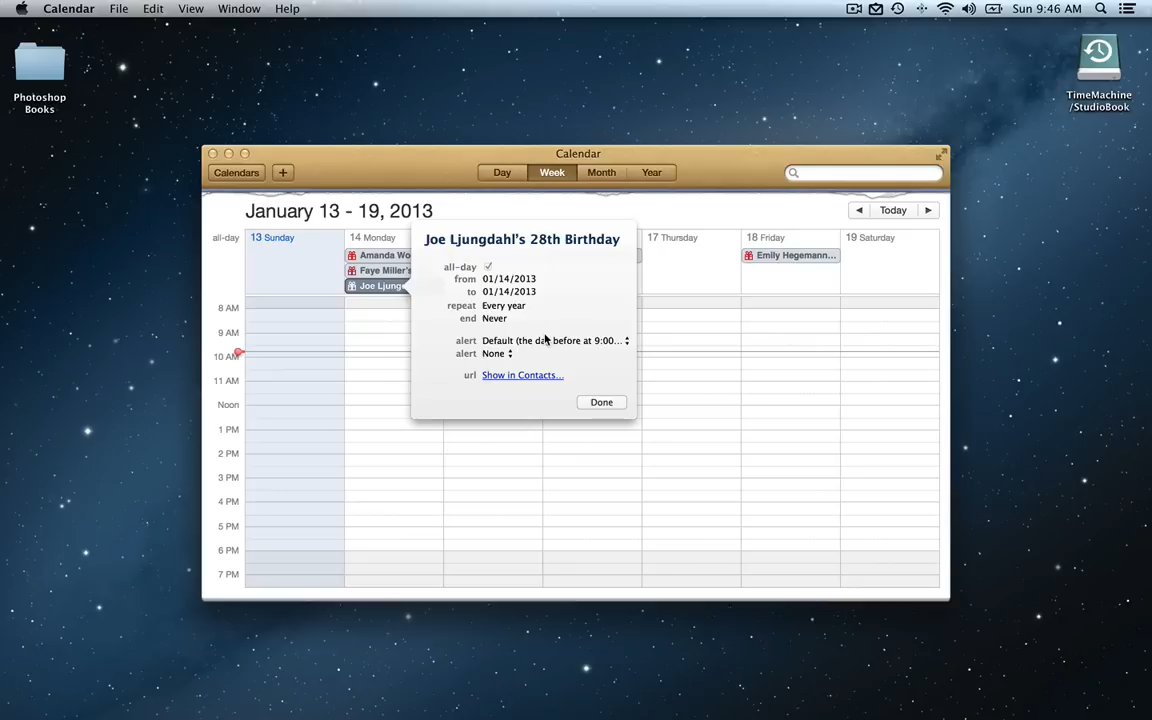 Calendar File Edit View Window Help Sun 9:46 AM
Photoshop
Books
TimeMachine
/StudioBook
Calendar
Calendars + Day Week Month Year
January 13 - 19, 2013
Today
all-day 13 Sunday 14 Monday 17 Thursday 18 Friday 19 Saturday
Amanda Wo
Faye Miller's
Joe Ljung
Emily Hegemann...
Joe Ljungdahl's 28th Birthday
all-day
from 01/14/2013
to 01/14/2013
repeat Every year
end Never
alert Default (the day before at 9:00...
alert None
url Show in Contacts...
Done
8 AM
9 AM
10 AM
11 AM
Noon
1 PM
2 PM
3 PM
4 PM
5 PM
6 PM
7 PM